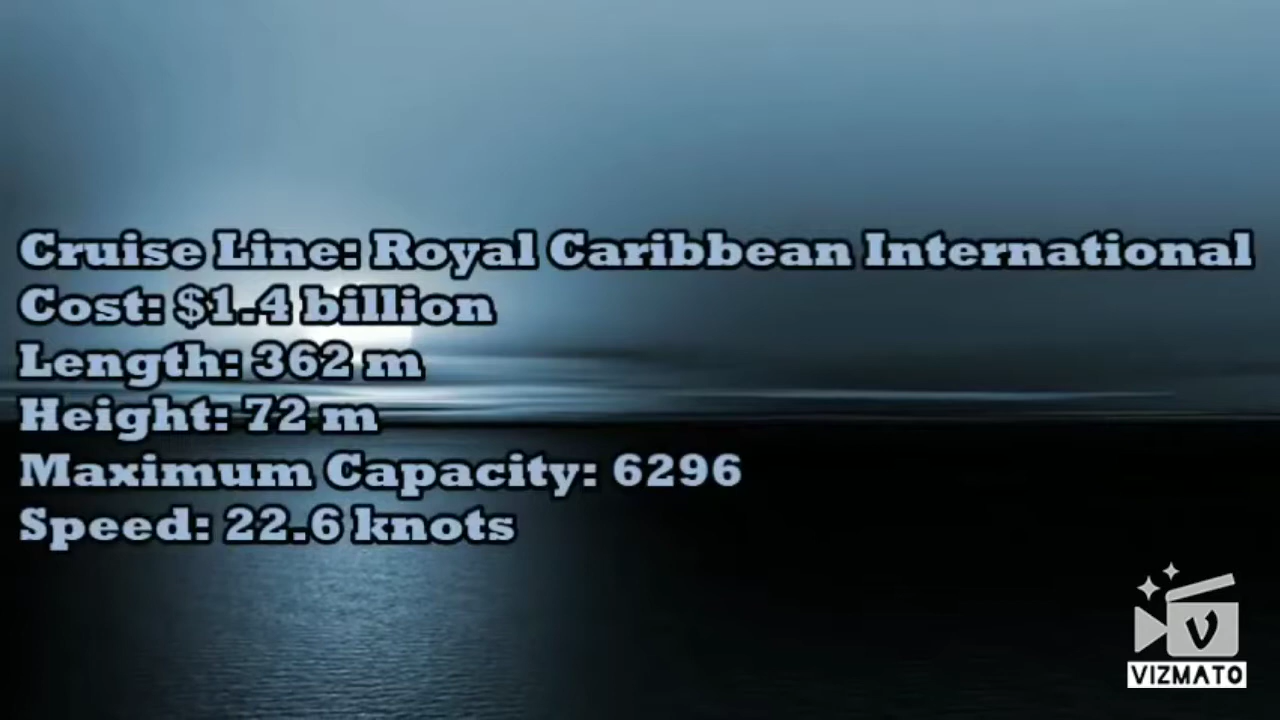 Cruise Line: Royal Caribbean International
Cost: $1.4 billion
Length: 362 m
Height: 72 m
Maximum Capacity: 6296
Speed: 22.6 knots
V
VIZMATO